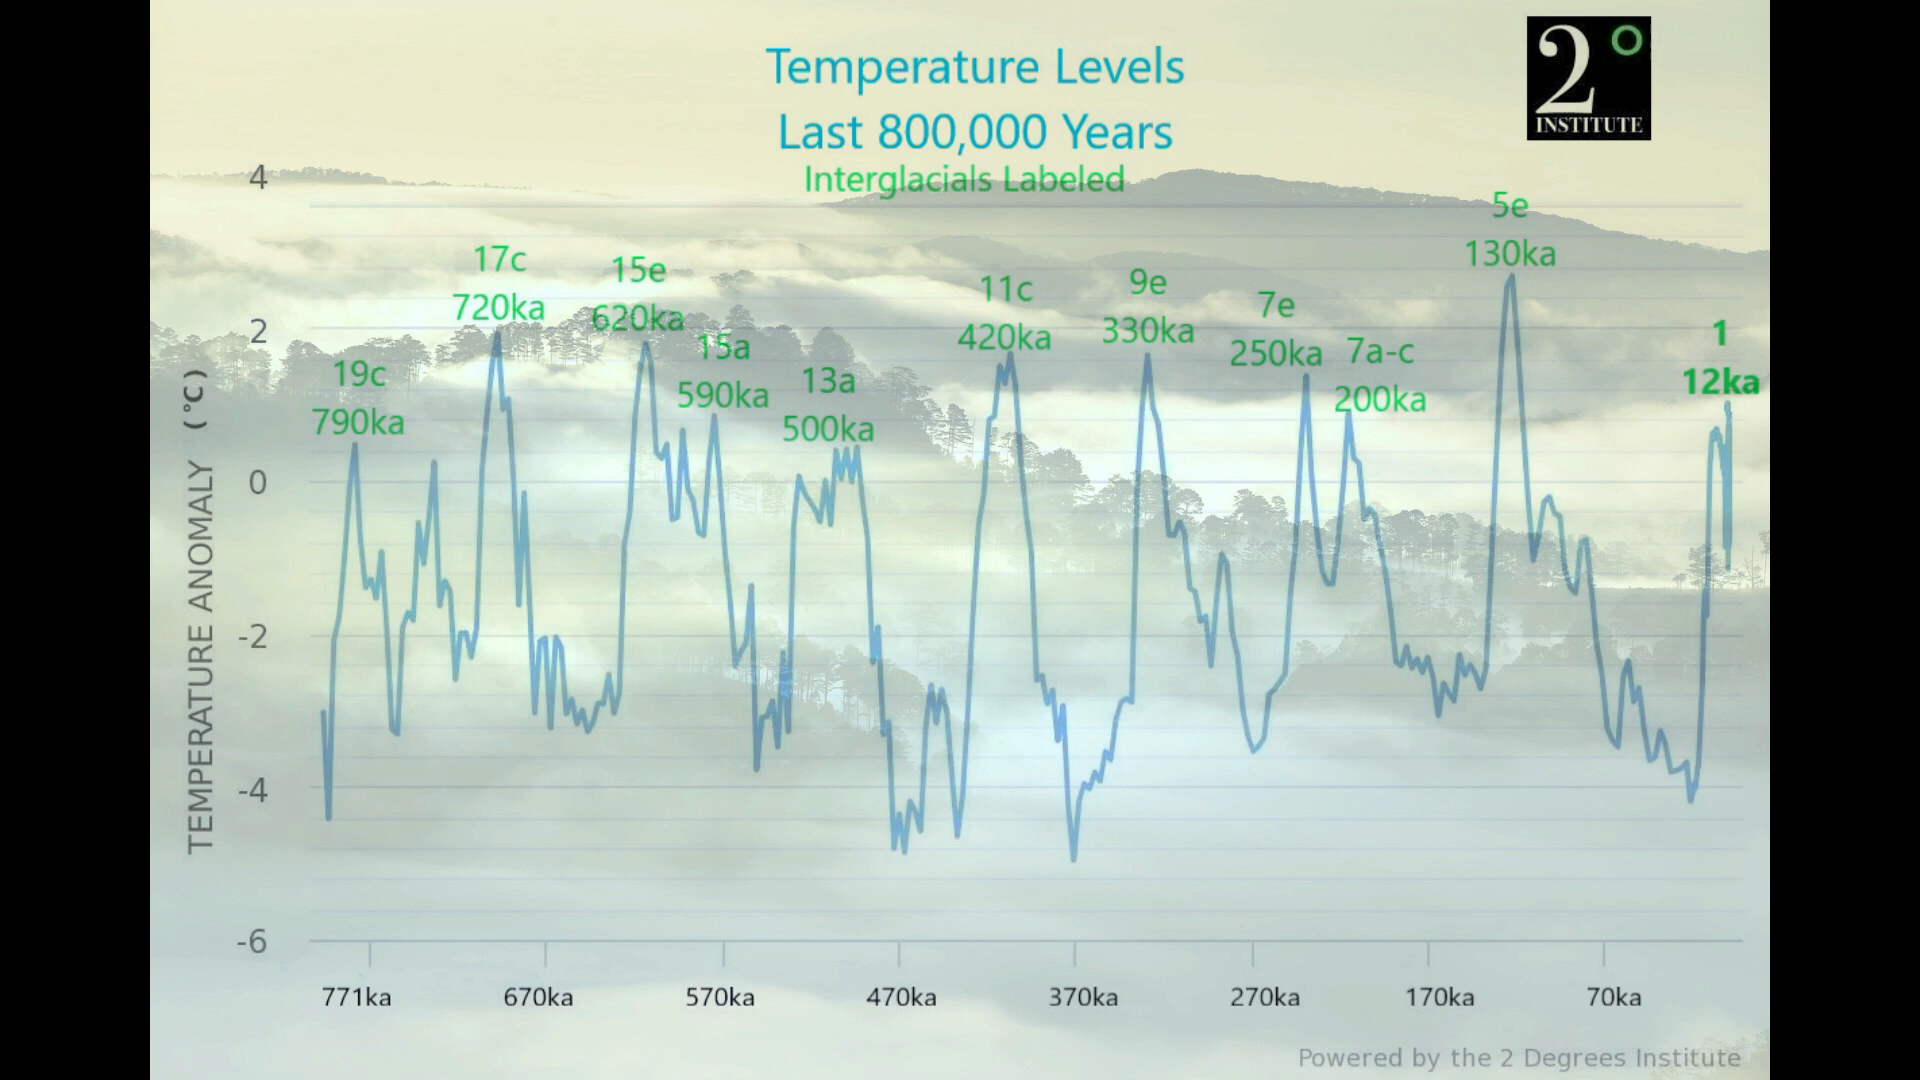 Temperature Levels
Last 800,000 Years
Interglacials Labeled
2°
INSTITUTE
TEMPERATURE ANOMALY (°C)
4
2
0
-2
-4
-6
19c
790ka
17c
720ka
15e
620ka
15a
590ka
13a
500ka
11c
420ka
9e
330ka
7e
250ka
7a-c
200ka
5e
130ka
1
12ka
771ka 670ka 570ka 470ka 370ka 270ka 170ka 70ka
Powered by the 2 Degrees Institute